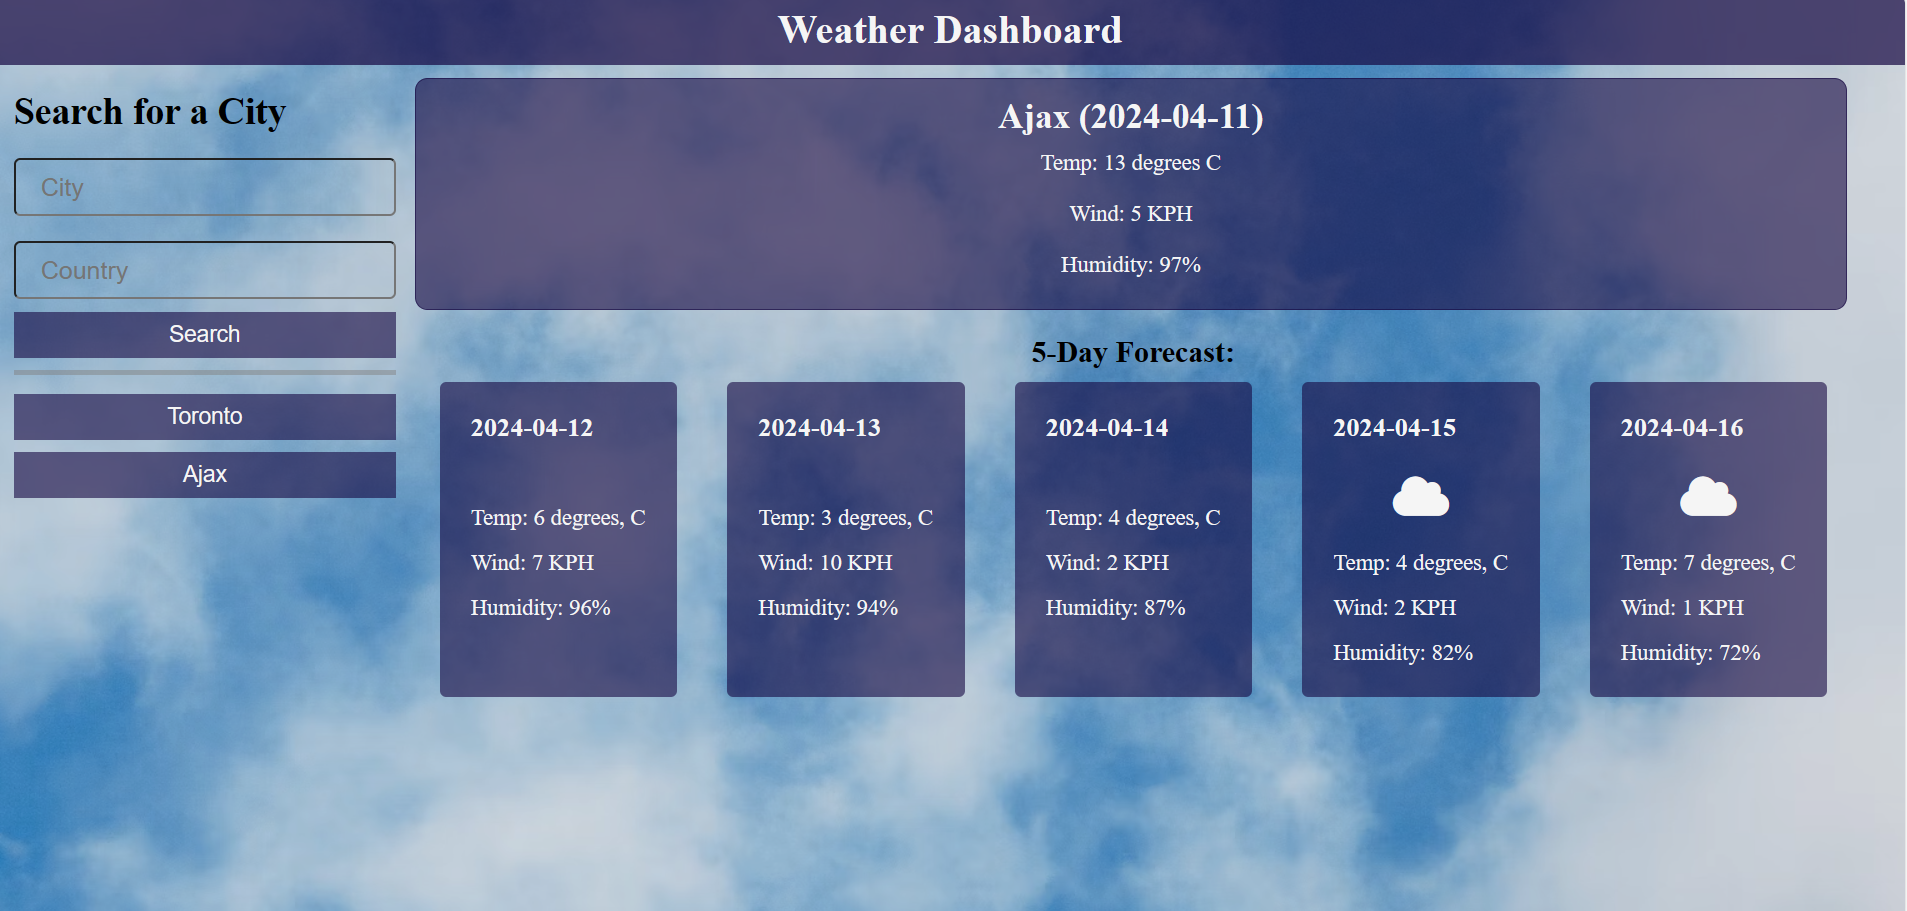 Weather Dashboard
Search for a City
City
Country
Search
Toronto
Ajax
Ajax (2024-04-11)
Temp: 13 degrees C
Wind: 5 KPH
Humidity: 97%
5-Day Forecast:
2024-04-12
Temp: 6 degrees, C
Wind: 7 KPH
Humidity: 96%
2024-04-13
Temp: 3 degrees, C
Wind: 10 KPH
Humidity: 94%
2024-04-14
Temp: 4 degrees, C
Wind: 2 KPH
Humidity: 87%
2024-04-15
Temp: 4 degrees, C
Wind: 2 KPH
Humidity: 82%
2024-04-16
Temp: 7 degrees, C
Wind: 1 KPH
Humidity: 72%